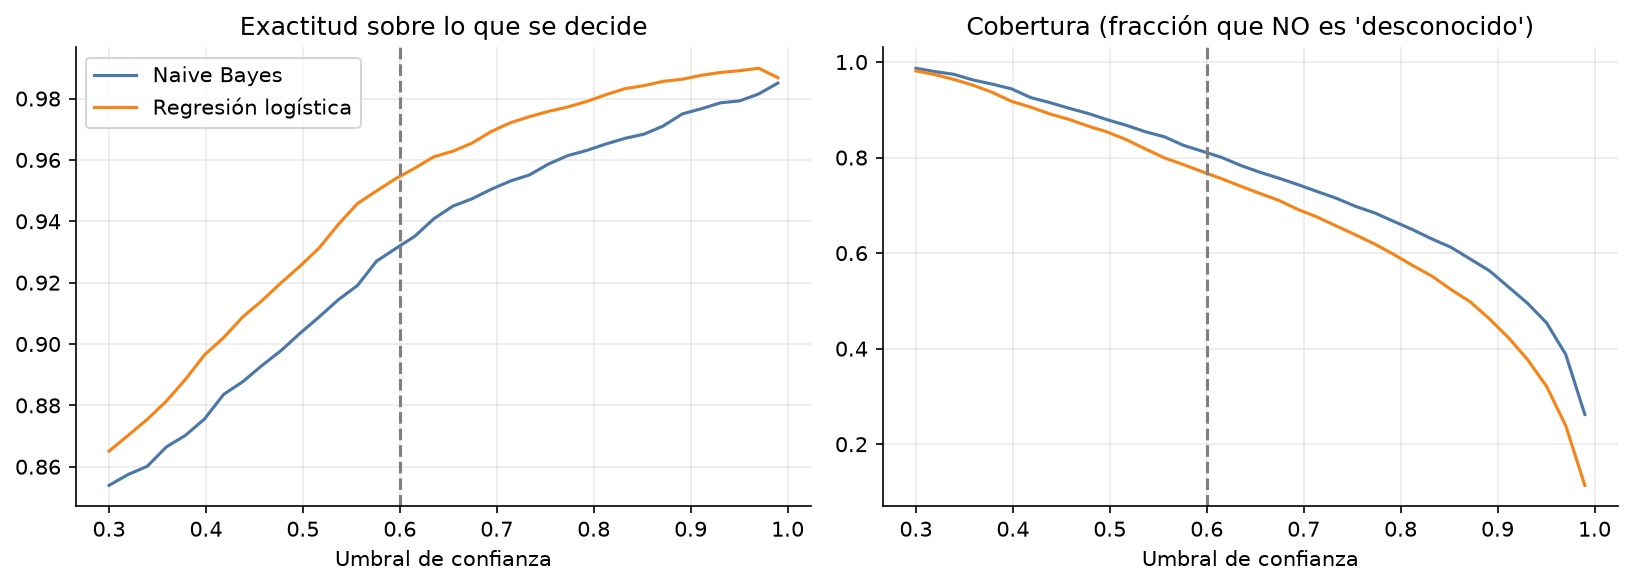 Exactitud sobre lo que se decide
Naive Bayes
Regresión logística
0.98
0.96
0.94
0.92
0.90
0.88
0.86
0.3 0.4 0.5 0.6 0.7 0.8 0.9 1.0
Umbral de confianza
Cobertura (fracción que NO es 'desconocido')
1.0
0.8
0.6
0.4
0.2
0.3 0.4 0.5 0.6 0.7 0.8 0.9 1.0
Umbral de confianza